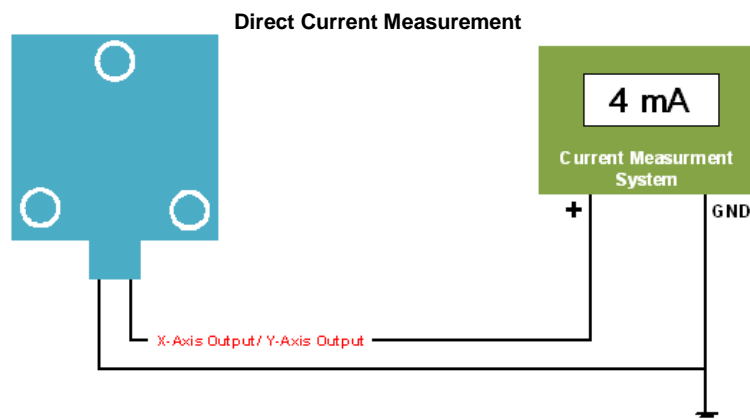 Direct Current Measurement
4 mA
Current Measurment
System
+
GND
X-Axis Output/ Y-Axis Output